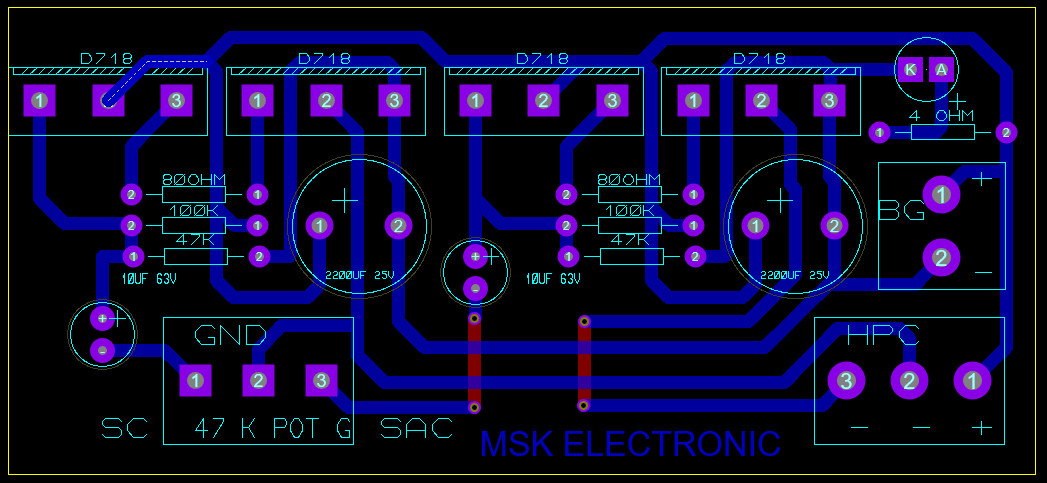 D718 D718 D718 D718
K A
1 2 3 1 2 3 1 2 3 1 2 3
+
4 OHM
1 2
2 80OHM 1 2 80OHM 1
+ + 1 BG +
2 100K 1 1 2 2 100K 1 1 2
1 47K 2 + 1 47K 2 2 −
10UF 63V 2200UF 25V − 10UF 63V 2200UF 25V
+ +
−
GND HPC
1 2 3 3 2 1
SC 47 K POT G SAC − − +
MSK ELECTRONIC